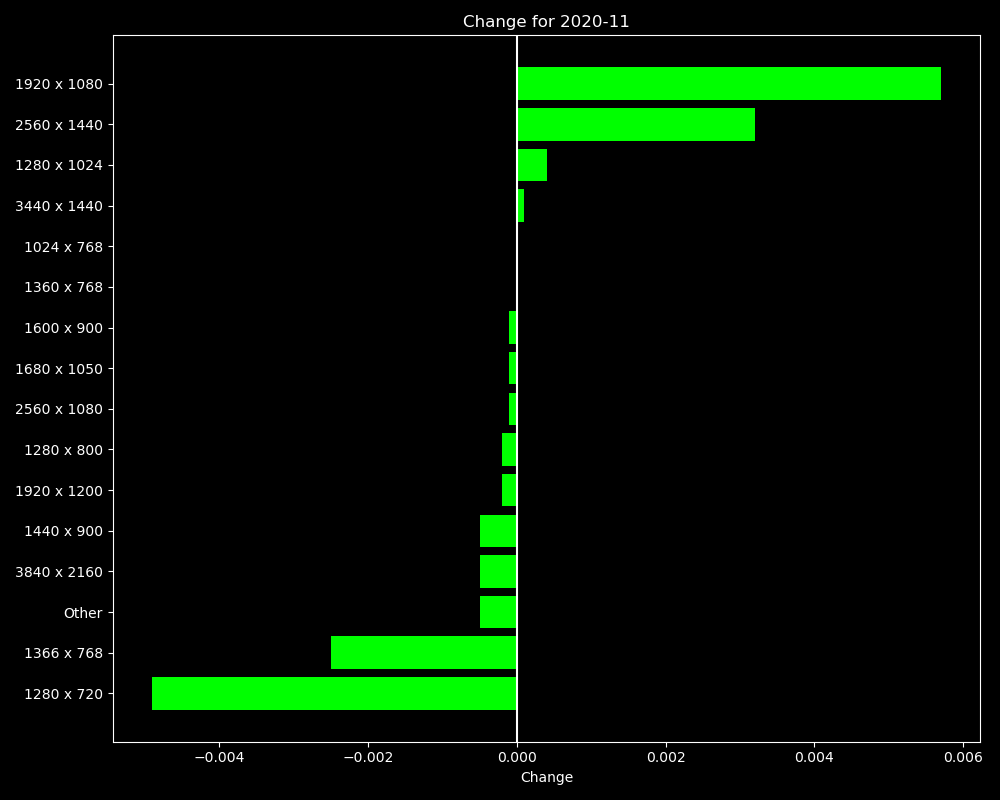 Change for 2020-11
1920 x 1080
2560 x 1440
1280 x 1024
3440 x 1440
1024 x 768
1360 x 768
1600 x 900
1680 x 1050
2560 x 1080
1280 x 800
1920 x 1200
1440 x 900
3840 x 2160
Other
1366 x 768
1280 x 720
−0.004 −0.002 0.000 0.002 0.004 0.006
Change